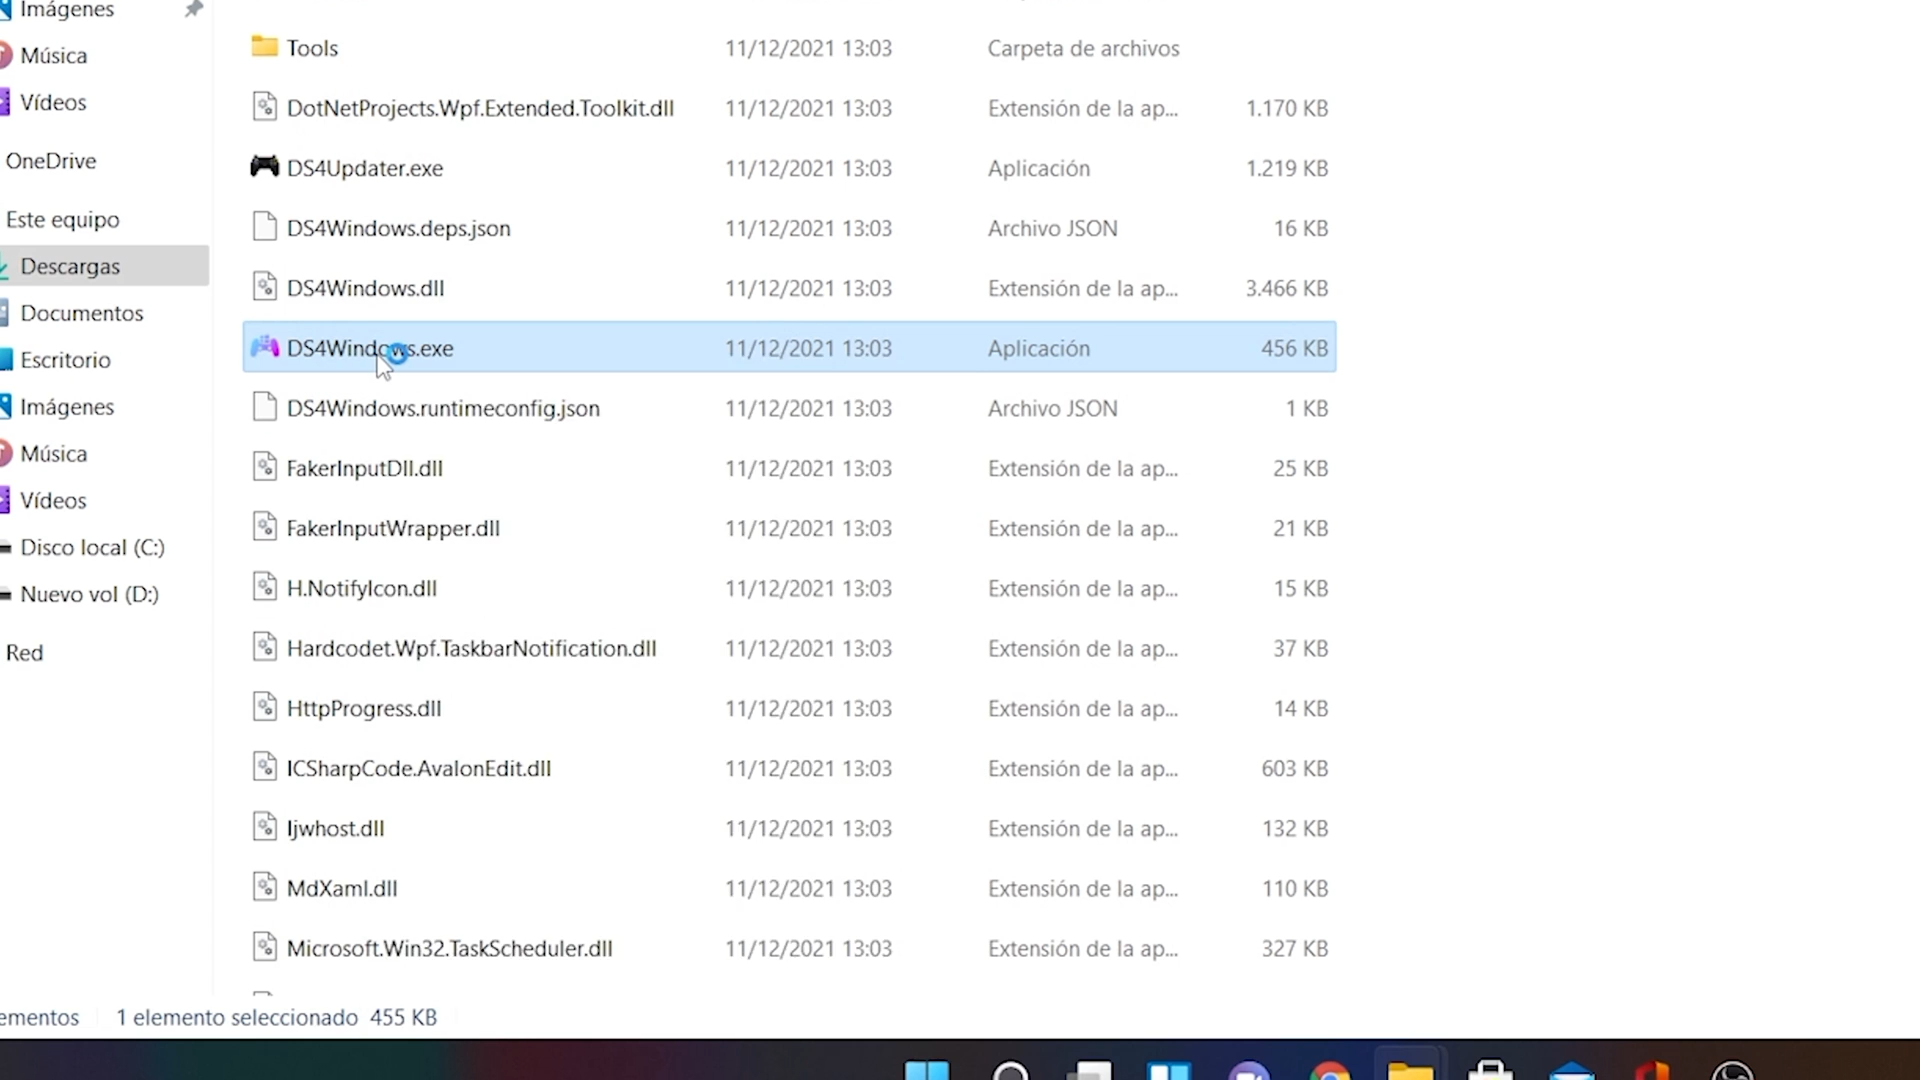 Imágenes
Música
Vídeos
OneDrive
Este equipo
Descargas
Documentos
Escritorio
Imágenes
Música
Vídeos
Disco local (C:)
Nuevo vol (D:)
Red
Tools 11/12/2021 13:03 Carpeta de archivos
DotNetProjects.Wpf.Extended.Toolkit.dll 11/12/2021 13:03 Extensión de la ap... 1.170 KB
DS4Updater.exe 11/12/2021 13:03 Aplicación 1.219 KB
DS4Windows.deps.json 11/12/2021 13:03 Archivo JSON 16 KB
DS4Windows.dll 11/12/2021 13:03 Extensión de la ap... 3.466 KB
DS4Windows.exe 11/12/2021 13:03 Aplicación 456 KB
DS4Windows.runtimeconfig.json 11/12/2021 13:03 Archivo JSON 1 KB
FakerInputDll.dll 11/12/2021 13:03 Extensión de la ap... 25 KB
FakerInputWrapper.dll 11/12/2021 13:03 Extensión de la ap... 21 KB
H.NotifyIcon.dll 11/12/2021 13:03 Extensión de la ap... 15 KB
Hardcodet.Wpf.TaskbarNotification.dll 11/12/2021 13:03 Extensión de la ap... 37 KB
HttpProgress.dll 11/12/2021 13:03 Extensión de la ap... 14 KB
ICSharpCode.AvalonEdit.dll 11/12/2021 13:03 Extensión de la ap... 603 KB
Ijwhost.dll 11/12/2021 13:03 Extensión de la ap... 132 KB
MdXaml.dll 11/12/2021 13:03 Extensión de la ap... 110 KB
Microsoft.Win32.TaskScheduler.dll 11/12/2021 13:03 Extensión de la ap... 327 KB
ementos 1 elemento seleccionado 455 KB